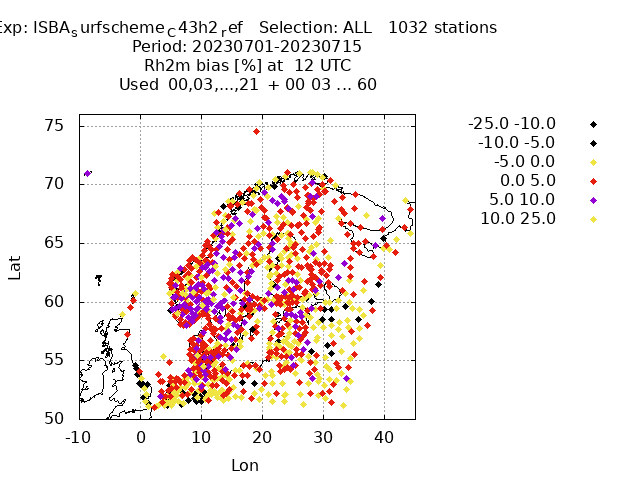 Exp: ISBA_surfscheme_C43h2_ref   Selection: ALL   1032 stations
Period: 20230701-20230715
Rh2m bias [%] at  12 UTC
Used  00,03,...,21  + 00 03 ... 60
-25.0 -10.0
-10.0 -5.0
-5.0 0.0
0.0 5.0
5.0 10.0
10.0 25.0
75
70
65
60
55
50
Lat
-10 0 10 20 30 40
Lon